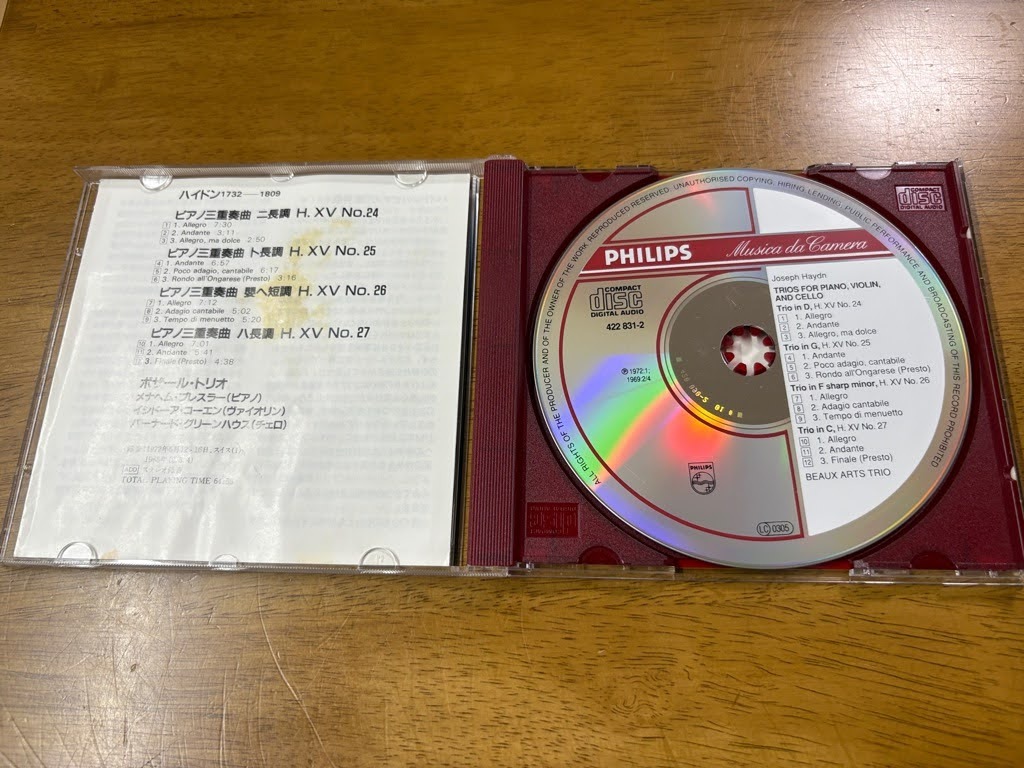 ハイドン1732—1809
ピアノ三重奏曲 ニ長調 H. XV No.24
1 1. Allegro 7:30
2 2. Andante 3:11
3 3. Allegro, ma dolce 2:50
ピアノ三重奏曲 ト長調 H. XV No.25
4 1. Andante 6:57
5 2. Poco adagio, cantabile 6:17
6 3. Rondo all'Ongarese (Presto) 3:16
ピアノ三重奏曲 嬰ヘ短調 H. XV No.26
7 1. Allegro 7:12
8 2. Adagio cantabile 5:02
9 3. Tempo di menuetto 5:20
ピアノ三重奏曲 ハ長調 H. XV No.27
10 1. Allegro 7:01
11 2. Andante 5:41
12 3. Finale (Presto) 4:38
ボザール・トリオ
メナヘム・プレスラー(ピアノ)
イシドーア・コーエン(ヴァイオリン)
バーナード・グリーンハウス(チェロ)
ADD
TOTAL PLAYING TIME
ALL RIGHTS OF THE PRODUCER AND OF THE OWNER OF THE WORK REPRODUCED RESERVED. UNAUTHORISED COPYING, HIRING, LENDING, PUBLIC PERFORMANCE AND BROADCASTING OF THIS RECORD PROHIBITED
PHILIPS Musica da Camera
COMPACT
disc
DIGITAL AUDIO
422 831-2
℗ 1972:1;
1969:2/4
PHILIPS
LC 0305
Joseph Haydn
TRIOS FOR PIANO, VIOLIN,
AND CELLO
Trio in D, H. XV No. 24
1 1. Allegro
2 2. Andante
3 3. Allegro, ma dolce
Trio in G, H. XV No. 25
4 1. Andante
5 2. Poco adagio, cantabile
6 3. Rondo all'Ongarese (Presto)
Trio in F sharp minor, H. XV No. 26
7 1. Allegro
8 2. Adagio cantabile
9 3. Tempo di menuetto
Trio in C, H. XV No. 27
10 1. Allegro
11 2. Andante
12 3. Finale (Presto)
BEAUX ARTS TRIO
COMPACT
disc
DIGITAL AUDIO